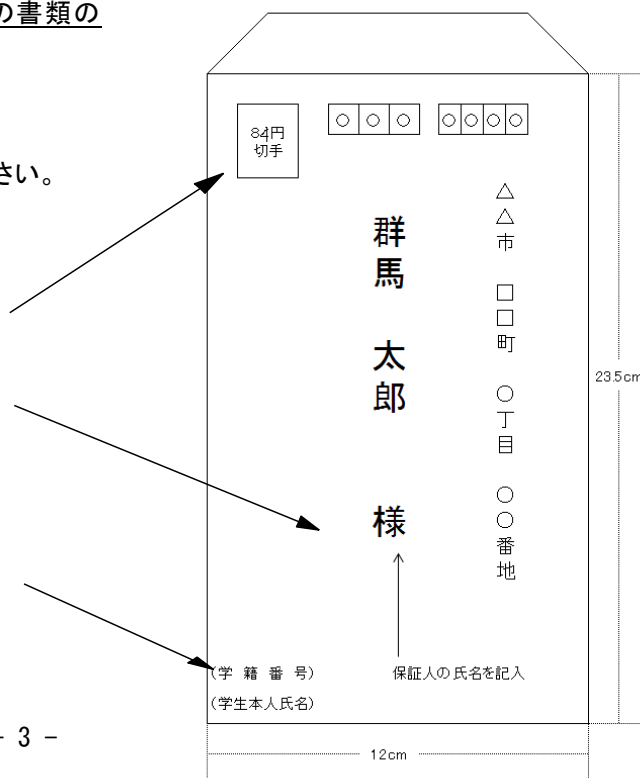 の書類の
さい。
84円
切手
○○○ ○○○○
△△市 □□町 ○丁目 ○○番地
群馬 太郎 様
23.5cm
(学籍番号)
保証人の氏名を記入
(学生本人氏名)
- 3 -
12cm